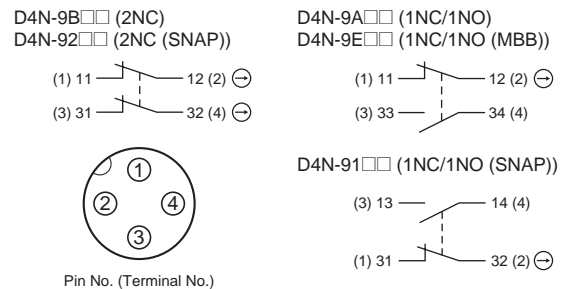 D4N-9B□□ (2NC)
D4N-92□□ (2NC (SNAP))
(1) 11 12 (2)
(3) 31 32 (4)
1
2 4
3
Pin No. (Terminal No.)
D4N-9A□□ (1NC/1NO)
D4N-9E□□ (1NC/1NO (MBB))
(1) 11 12 (2)
(3) 33 34 (4)
D4N-91□□ (1NC/1NO (SNAP))
(3) 13 14 (4)
(1) 31 32 (2)